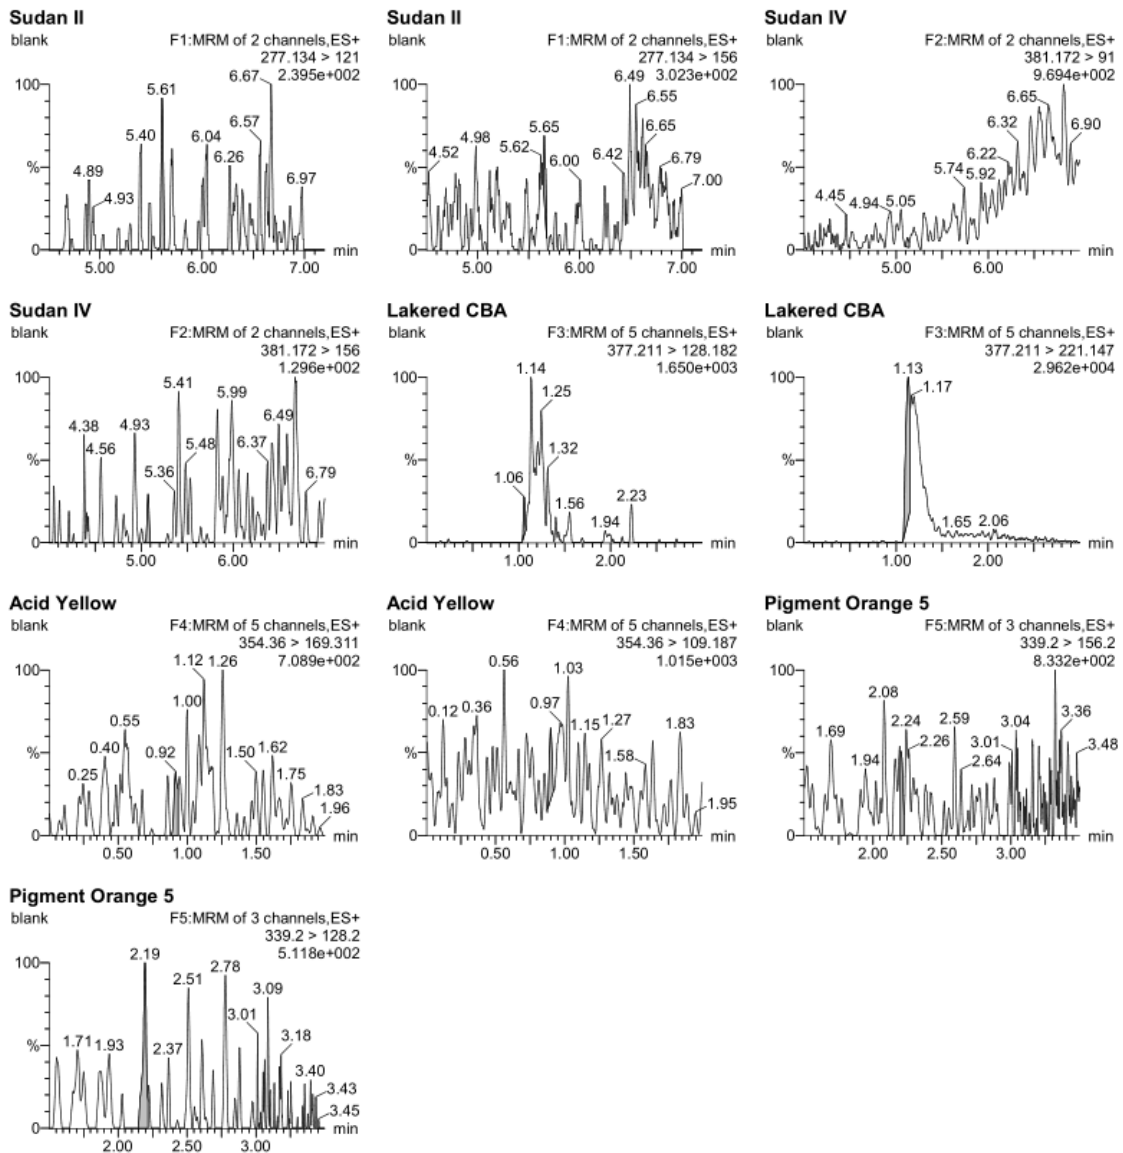 Sudan II
blank
F1:MRM of 2 channels,ES+
277.134 > 121
2.395e+002
100
%
0
4.89
4.93
5.40
5.61
6.04
6.26
6.57
6.67
6.97
5.00 6.00 7.00 min
Sudan II
blank
F1:MRM of 2 channels,ES+
277.134 > 156
3.023e+002
100
%
0
4.52
4.98
5.62
5.65
6.00
6.42
6.49
6.55
6.65
6.79
7.00
5.00 6.00 7.00 min
Sudan IV
blank
F2:MRM of 2 channels,ES+
381.172 > 91
9.694e+002
100
%
0
4.45
4.94
5.05
5.74
5.92
6.22
6.32
6.65
6.90
5.00 6.00 min
Sudan IV
blank
F2:MRM of 2 channels,ES+
381.172 > 156
1.296e+002
100
%
0
4.38
4.56
4.93
5.36
5.41
5.48
5.99
6.37
6.49
6.79
5.00 6.00 min
Lakered CBA
blank
F3:MRM of 5 channels,ES+
377.211 > 128.182
1.650e+003
100
%
0
1.06
1.14
1.25
1.32
1.56
1.94
2.23
1.00 2.00 min
Lakered CBA
blank
F3:MRM of 5 channels,ES+
377.211 > 221.147
2.962e+004
100
%
0
1.13
1.17
1.65
2.06
1.00 2.00 min
Acid Yellow
blank
F4:MRM of 5 channels,ES+
354.36 > 169.311
7.089e+002
100
%
0
0.25
0.40
0.55
0.92
1.00
1.12
1.26
1.50
1.62
1.75
1.83
1.96
0.50 1.00 1.50 min
Acid Yellow
blank
F4:MRM of 5 channels,ES+
354.36 > 109.187
1.015e+003
100
%
0
0.12
0.36
0.56
0.97
1.03
1.15
1.27
1.58
1.83
1.95
0.50 1.00 1.50 min
Pigment Orange 5
blank
F5:MRM of 3 channels,ES+
339.2 > 156.2
8.332e+002
100
%
0
1.69
1.94
2.08
2.24
2.26
2.59
2.64
3.01
3.04
3.36
3.48
2.00 2.50 3.00 min
Pigment Orange 5
blank
F5:MRM of 3 channels,ES+
339.2 > 128.2
5.118e+002
100
%
0
1.71
1.93
2.19
2.37
2.51
2.78
3.01
3.09
3.18
3.40
3.43
3.45
2.00 2.50 3.00 min